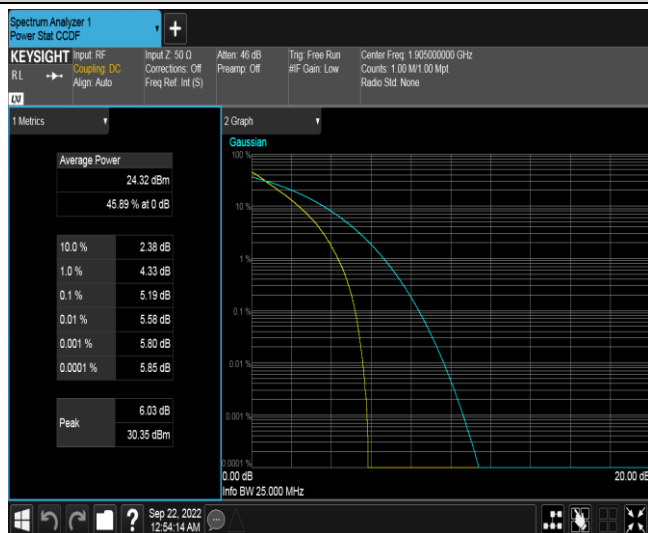 Spectrum Analyzer 1
Power Stat CCDF
+
KEYSIGHT
RL
LXI
Input: RF
Coupling: DC
Align: Auto
Input Z: 50 Ω
Corrections: Off
Freq Ref: Int (S)
Atten: 46 dB
Preamp: Off
Trig: Free Run
#IF Gain: Low
Center Freq: 1.905000000 GHz
Counts: 1.00 M/1.00 Mpt
Radio Std: None
1 Metrics
Average Power
24.32 dBm
45.89 % at 0 dB
10.0 % 2.38 dB
1.0 % 4.33 dB
0.1 % 5.19 dB
0.01 % 5.58 dB
0.001 % 5.80 dB
0.0001 % 5.85 dB
Peak
6.03 dB
30.35 dBm
2 Graph
Gaussian
100 %
10 %
1 %
0.1 %
0.01 %
0.001 %
0.0001 %
0.00 dB 20.00 dB
Info BW 25.000 MHz
?
Sep 22, 2022
12:54:14 AM